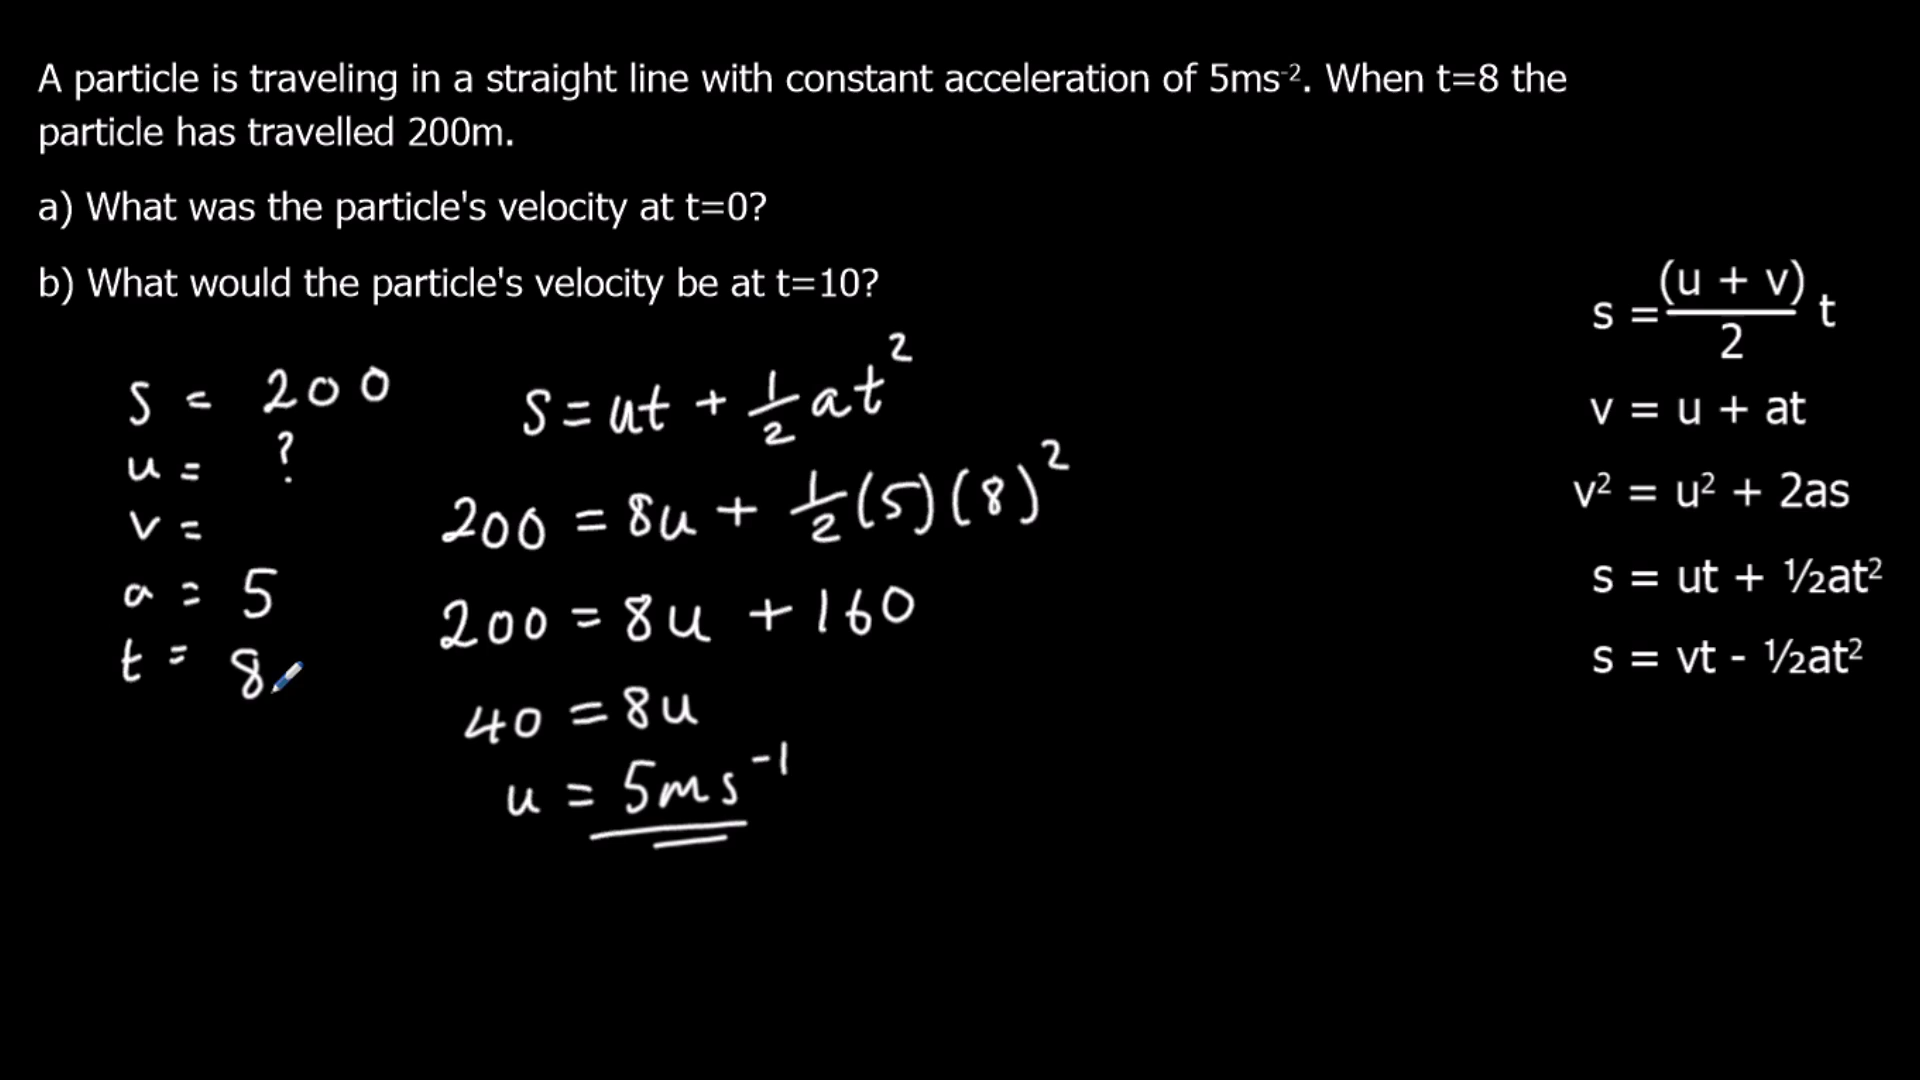 A particle is traveling in a straight line with constant acceleration of 5ms⁻². When t=8 the
particle has travelled 200m.
a) What was the particle's velocity at t=0?
b) What would the particle's velocity be at t=10?
s = 200
u = ?
v =
a = 5
t = 8
s = ut + 1/2 at²
200 = 8u + 1/2 (5)(8)²
200 = 8u + 160
40 = 8u
u = 5ms⁻¹
s = (u + v)/2 t
v = u + at
v² = u² + 2as
s = ut + ½at²
s = vt - ½at²